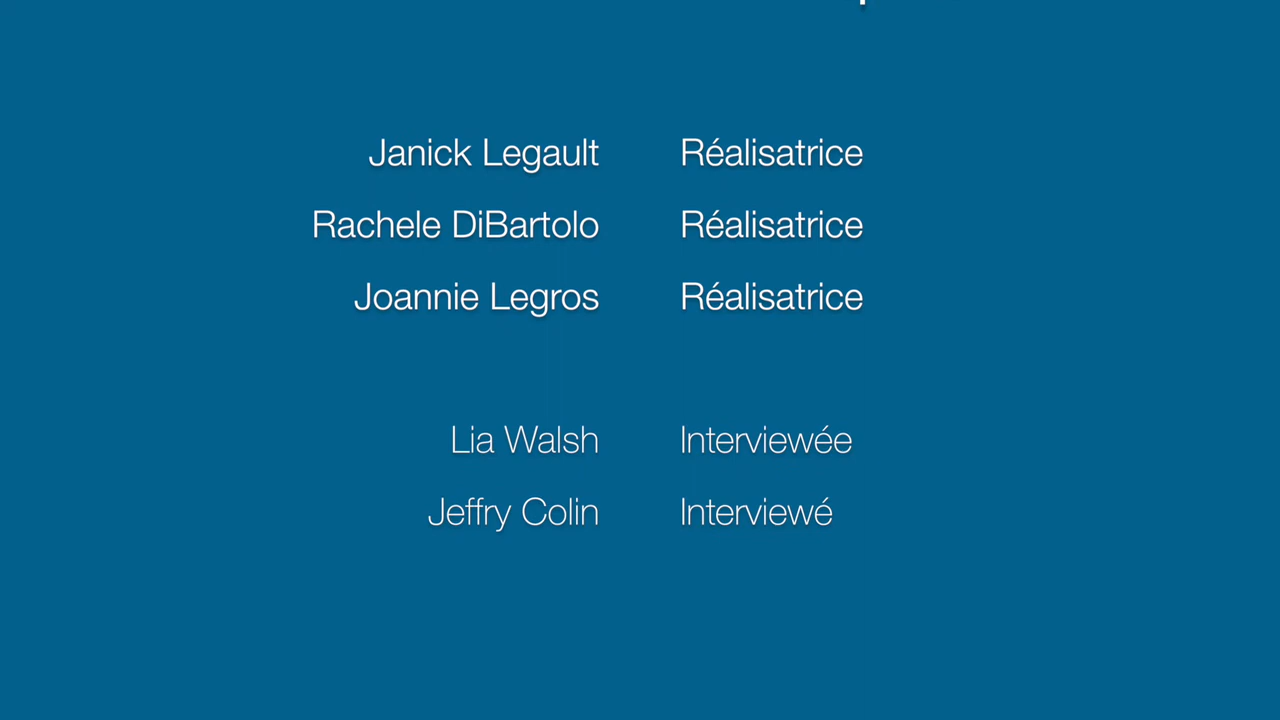 Janick Legault Réalisatrice
Rachele DiBartolo Réalisatrice
Joannie Legros Réalisatrice
Lia Walsh Interviewée
Jeffry Colin Interviewé